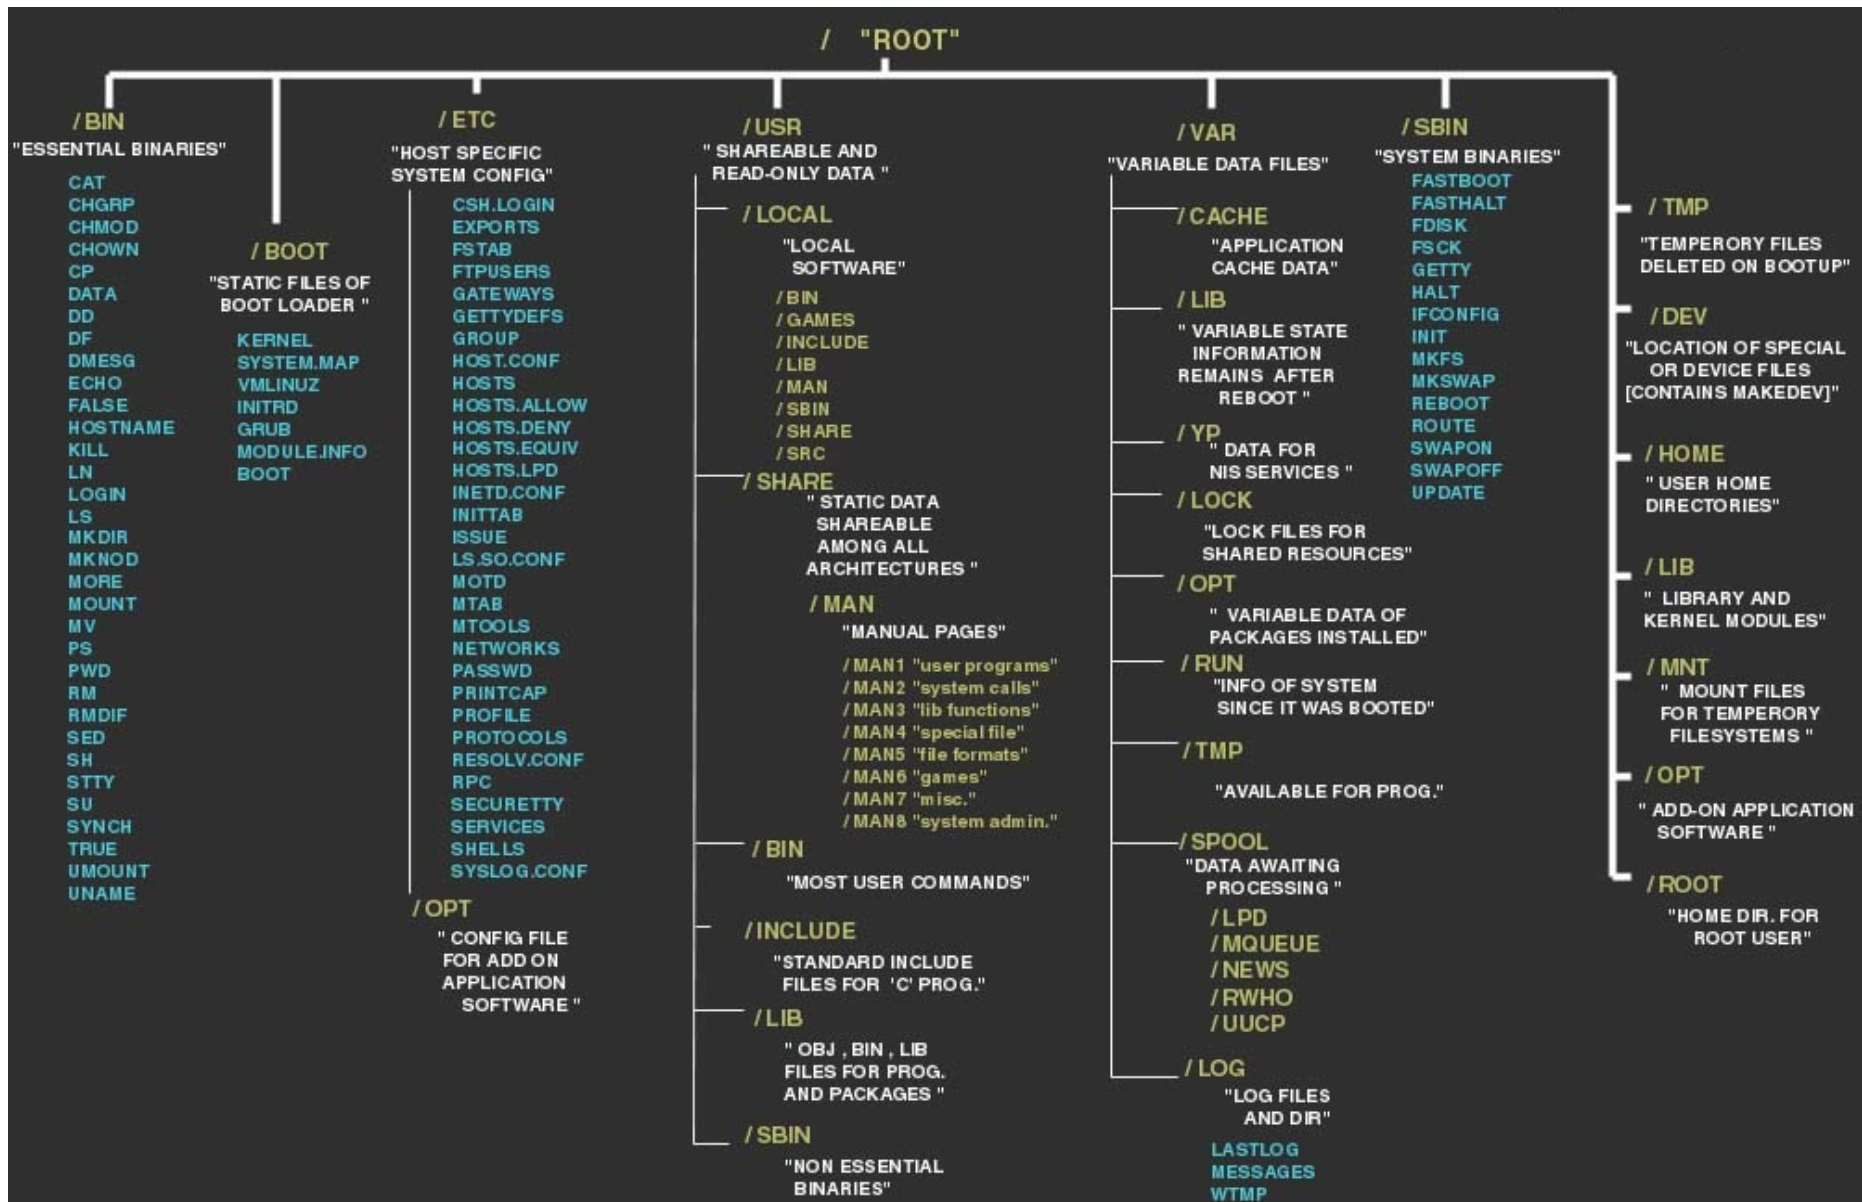 / "ROOT"
/ BIN
"ESSENTIAL BINARIES"
CAT
CHGRP
CHMOD
CHOWN
CP
DATA
DD
DF
DMESG
ECHO
FALSE
HOSTNAME
KILL
LN
LOGIN
LS
MKDIR
MKNOD
MORE
MOUNT
MV
PS
PWD
RM
RMDIF
SED
SH
STTY
SU
SYNCH
TRUE
UMOUNT
UNAME
/ BOOT
"STATIC FILES OF
BOOT LOADER "
KERNEL
SYSTEM.MAP
VMLINUZ
INITRD
GRUB
MODULE.INFO
BOOT
/ ETC
"HOST SPECIFIC
SYSTEM CONFIG"
CSH.LOGIN
EXPORTS
FSTAB
FTPUSERS
GATEWAYS
GETTYDEFS
GROUP
HOST.CONF
HOSTS
HOSTS.ALLOW
HOSTS.DENY
HOSTS.EQUIV
HOSTS.LPD
INETD.CONF
INITTAB
ISSUE
LS.SO.CONF
MOTD
MTAB
MTOOLS
NETWORKS
PASSWD
PRINTCAP
PROFILE
PROTOCOLS
RESOLV.CONF
RPC
SECURETTY
SERVICES
SHELLS
SYSLOG.CONF
/ OPT
" CONFIG FILE
FOR ADD ON
APPLICATION
SOFTWARE "
/ USR
" SHAREABLE AND
READ-ONLY DATA "
/ LOCAL
"LOCAL
SOFTWARE"
/ BIN
/ GAMES
/ INCLUDE
/ LIB
/ MAN
/ SBIN
/ SHARE
/ SRC
/ SHARE
" STATIC DATA
SHAREABLE
AMONG ALL
ARCHITECTURES "
/ MAN
"MANUAL PAGES"
/ MAN1 "user programs"
/ MAN2 "system calls"
/ MAN3 "lib functions"
/ MAN4 "special file"
/ MAN5 "file formats"
/ MAN6 "games"
/ MAN7 "misc."
/ MAN8 "system admin."
/ BIN
"MOST USER COMMANDS"
/ INCLUDE
"STANDARD INCLUDE
FILES FOR 'C' PROG."
/ LIB
" OBJ , BIN , LIB
FILES FOR PROG.
AND PACKAGES "
/ SBIN
"NON ESSENTIAL
BINARIES"
/ VAR
"VARIABLE DATA FILES"
/ CACHE
"APPLICATION
CACHE DATA"
/ LIB
" VARIABLE STATE
INFORMATION
REMAINS AFTER
REBOOT "
/ YP
" DATA FOR
NIS SERVICES "
/ LOCK
"LOCK FILES FOR
SHARED RESOURCES"
/ OPT
" VARIABLE DATA OF
PACKAGES INSTALLED"
/ RUN
"INFO OF SYSTEM
SINCE IT WAS BOOTED"
/ TMP
"AVAILABLE FOR PROG."
/ SPOOL
"DATA AWAITING
PROCESSING "
/ LPD
/ MQUEUE
/ NEWS
/ RWHO
/ UUCP
/ LOG
"LOG FILES
AND DIR"
LASTLOG
MESSAGES
WTMP
/ SBIN
"SYSTEM BINARIES"
FASTBOOT
FASTHALT
FDISK
FSCK
GETTY
HALT
IFCONFIG
INIT
MKFS
MKSWAP
REBOOT
ROUTE
SWAPON
SWAPOFF
UPDATE
/ TMP
"TEMPERORY FILES
DELETED ON BOOTUP"
/ DEV
"LOCATION OF SPECIAL
OR DEVICE FILES
[CONTAINS MAKEDEV]"
/ HOME
" USER HOME
DIRECTORIES"
/ LIB
" LIBRARY AND
KERNEL MODULES"
/ MNT
" MOUNT FILES
FOR TEMPERORY
FILESYSTEMS "
/ OPT
" ADD-ON APPLICATION
SOFTWARE "
/ ROOT
"HOME DIR. FOR
ROOT USER"